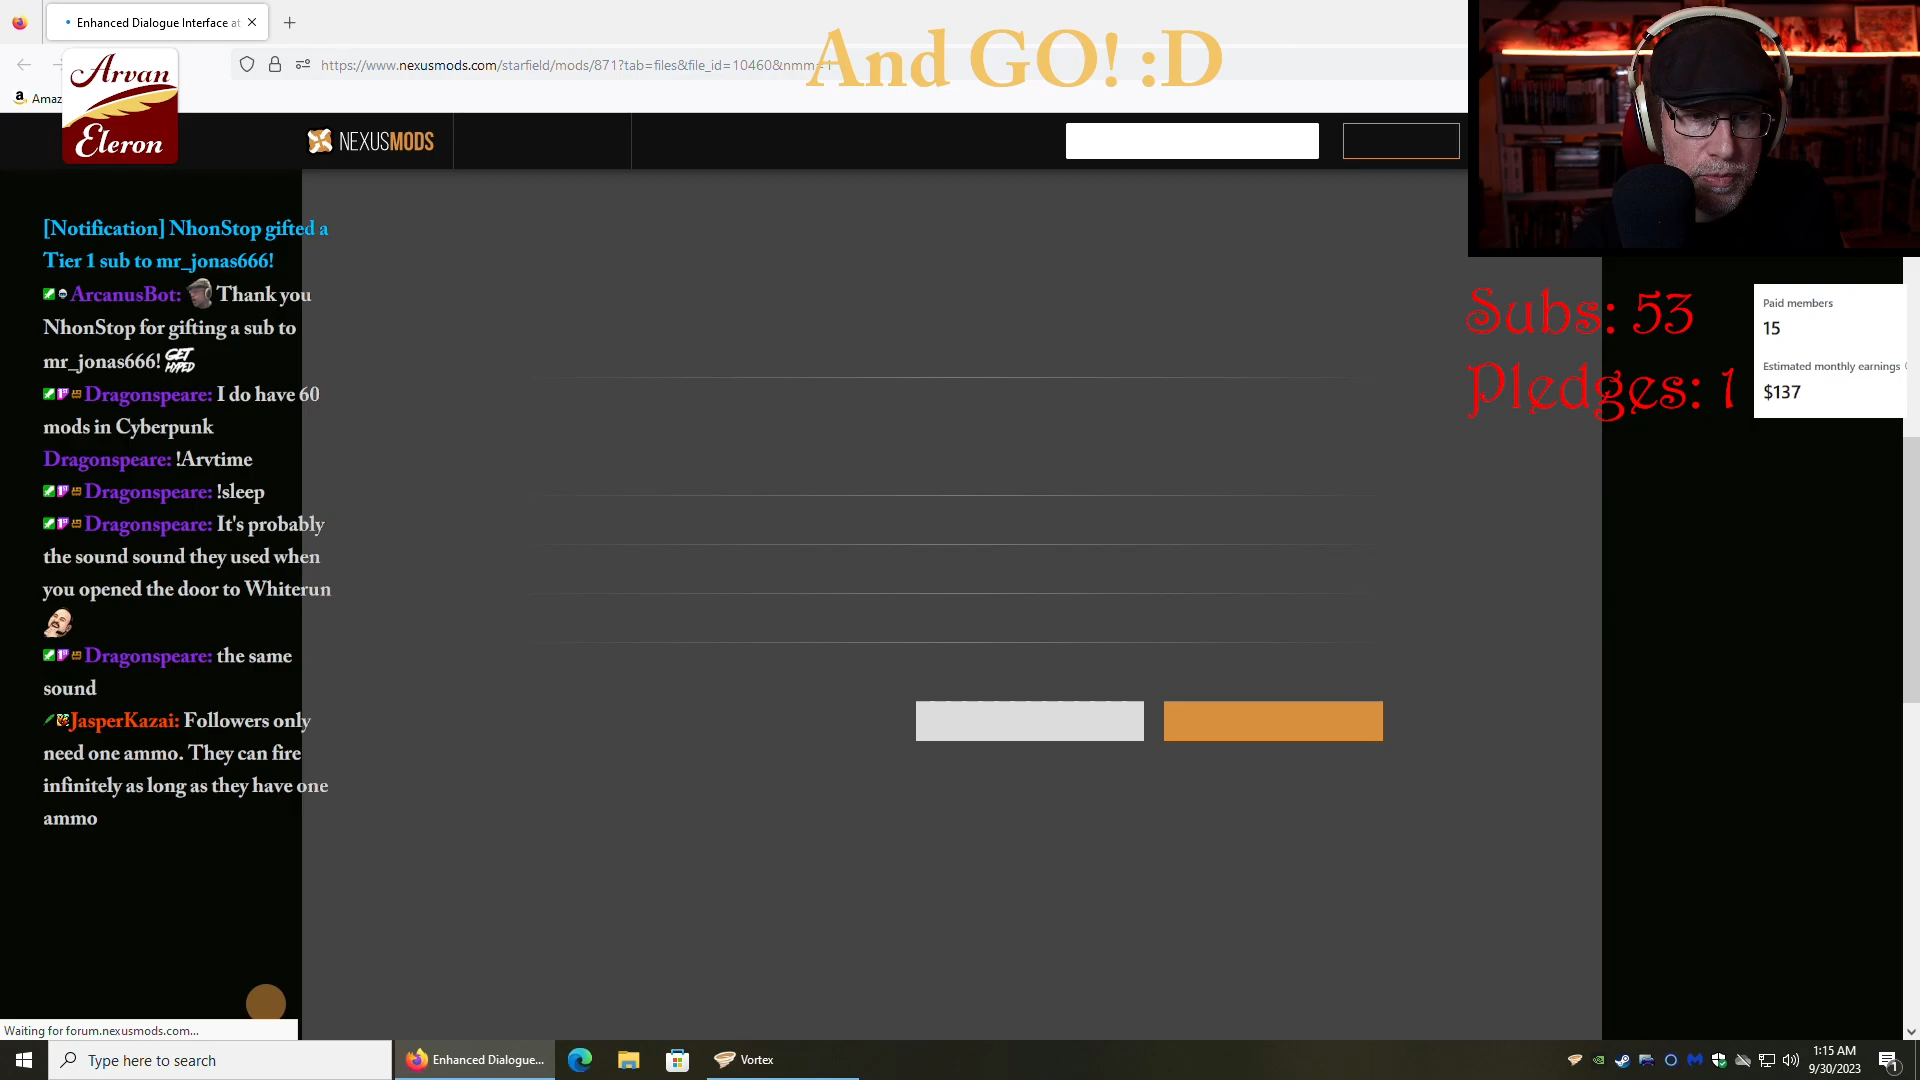 Enhanced Dialogue Interface at
And GO! :D
https://www.nexusmods.com/starfield/mods/871?tab=files&file_id=10460&nmm=1
Amaz
Arvan
Eleron
NEXUSMODS
[Notification] NhonStop gifted a
Tier 1 sub to mr_jonas666!
ArcanusBot: Thank you
NhonStop for gifting a sub to
mr_jonas666! GET HYPED
Dragonspeare: I do have 60
mods in Cyberpunk
Dragonspeare: !Arvtime
Dragonspeare: !sleep
Dragonspeare: It's probably
the sound sound they used when
you opened the door to Whiterun
Dragonspeare: the same
sound
JasperKazai: Followers only
need one ammo. They can fire
infinitely as long as they have one
ammo
Subs: 53
Pledges: 1
Paid members
15
Estimated monthly earnings
$137
Waiting for forum.nexusmods.com...
Type here to search
Enhanced Dialogue...
Vortex
1:15 AM
9/30/2023
1